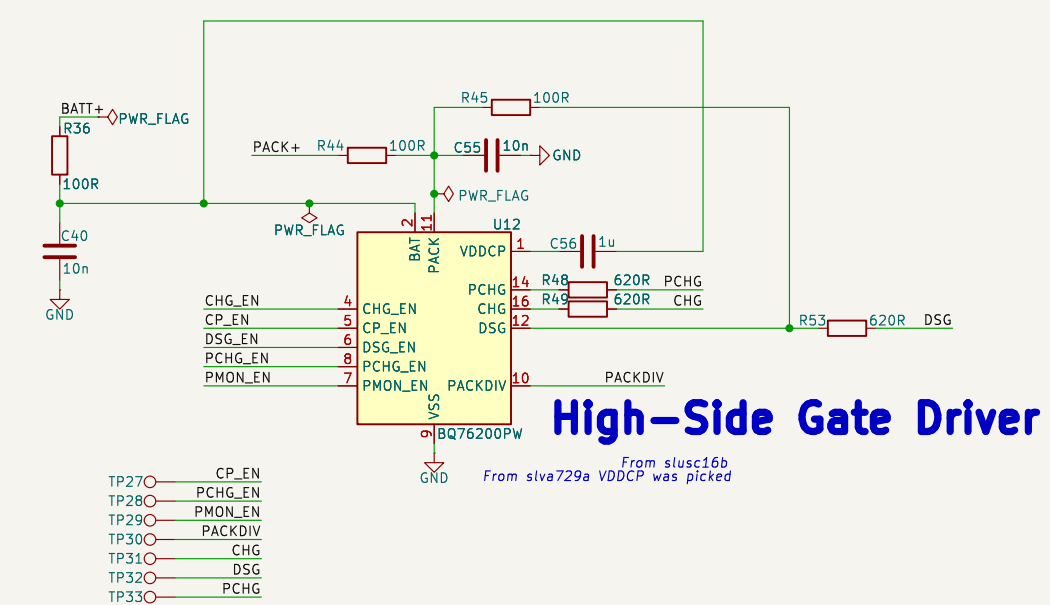 R45 100R
BATT+
PWR_FLAG
R36
100R
PACK+ R44 100R C55 10n GND
PWR_FLAG
PWR_FLAG
C40
10n
GND
2 11 U12
BAT PACK
VDDCP 1 C56 1u
PCHG 14 R48 620R PCHG
CHG_EN 4 CHG_EN CHG 16 R49 620R CHG
CP_EN 5 CP_EN DSG 12 R53 620R DSG
DSG_EN 6 DSG_EN
PCHG_EN 8 PCHG_EN
PMON_EN 7 PMON_EN PACKDIV 10 PACKDIV
VSS
9 BQ76200PW
GND
High-Side Gate Driver
From slusc16b
From slva729a VDDCP was picked
TP27 CP_EN
TP28 PCHG_EN
TP29 PMON_EN
TP30 PACKDIV
TP31 CHG
TP32 DSG
TP33 PCHG